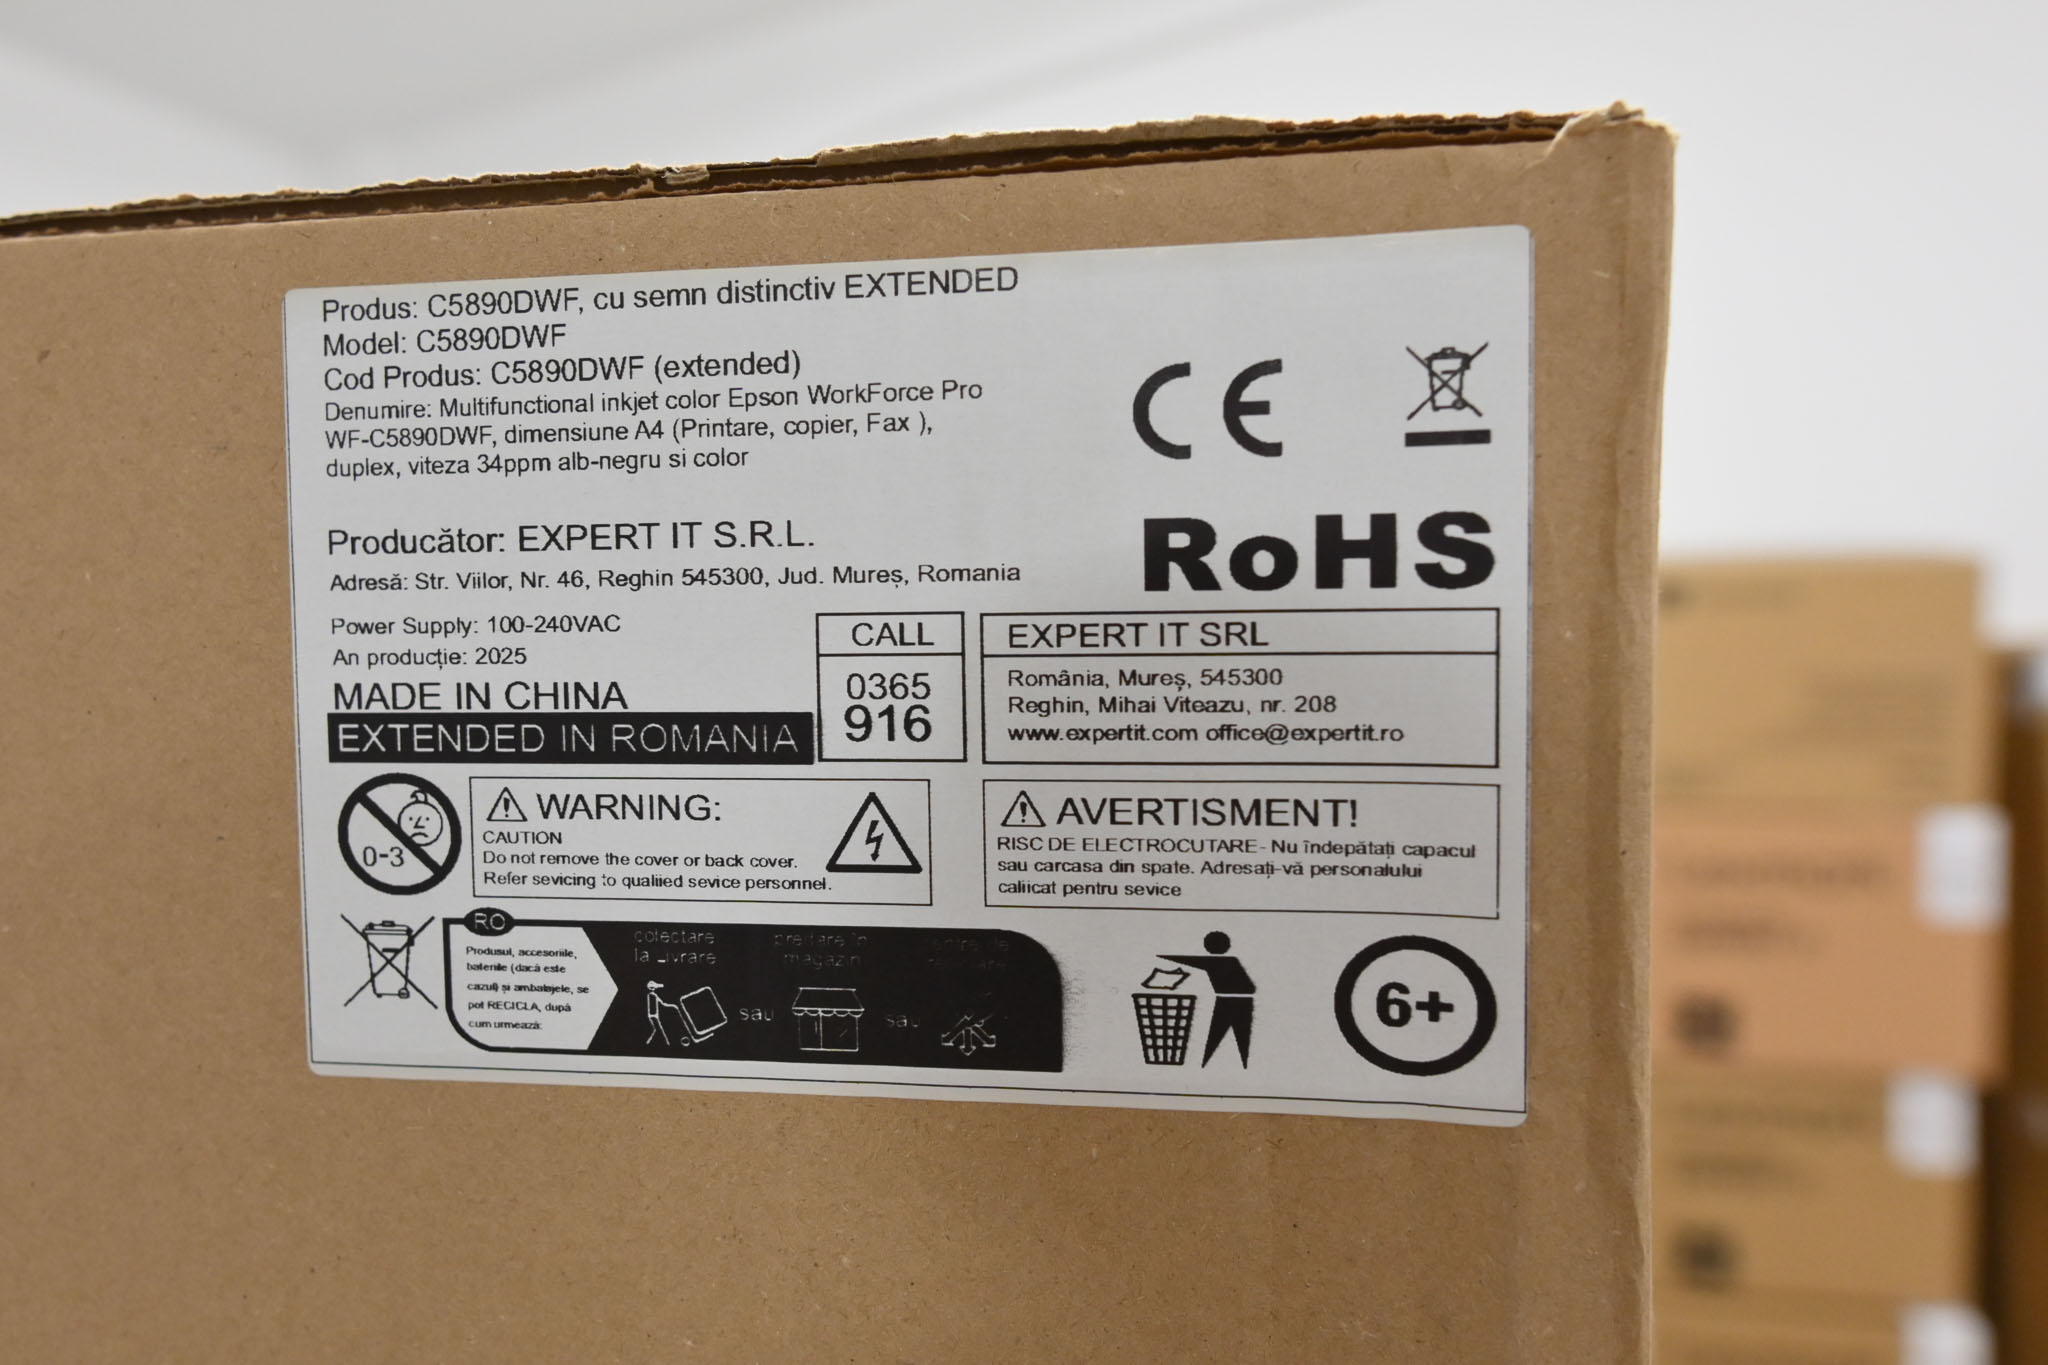 Produs: C5890DWF, cu semn distinctiv EXTENDED
Model: C5890DWF
Cod Produs: C5890DWF (extended)
Denumire: Multifunctional inkjet color Epson WorkForce Pro
WF-C5890DWF, dimensiune A4 (Printare, copier, Fax ),
duplex, viteza 34ppm alb-negru si color
CE
RoHS
Producător: EXPERT IT S.R.L.
Adresă: Str. Viilor, Nr. 46, Reghin 545300, Jud. Mureș, Romania
Power Supply: 100-240VAC
An producție: 2025
MADE IN CHINA
EXTENDED IN ROMANIA
CALL
0365
916
EXPERT IT SRL
România, Mureș, 545300
Reghin, Mihai Viteazu, nr. 208
www.expertit.com office@expertit.ro
0-3
WARNING:
CAUTION
Do not remove the cover or back cover.
Refer sevicing to qualiied sevice personnel.
AVERTISMENT!
RISC DE ELECTROCUTARE- Nu îndepătați capacul
sau carcasa din spate. Adresați-vă personalului
caliicat pentru sevice
RO
Produsul, accesoriile,
bateriile (dacă este
cazul) și ambalajele, se
pot RECICLA, după
cum urmează:
colectare
la Livrare
sau
predare în
magazin
sau
6+